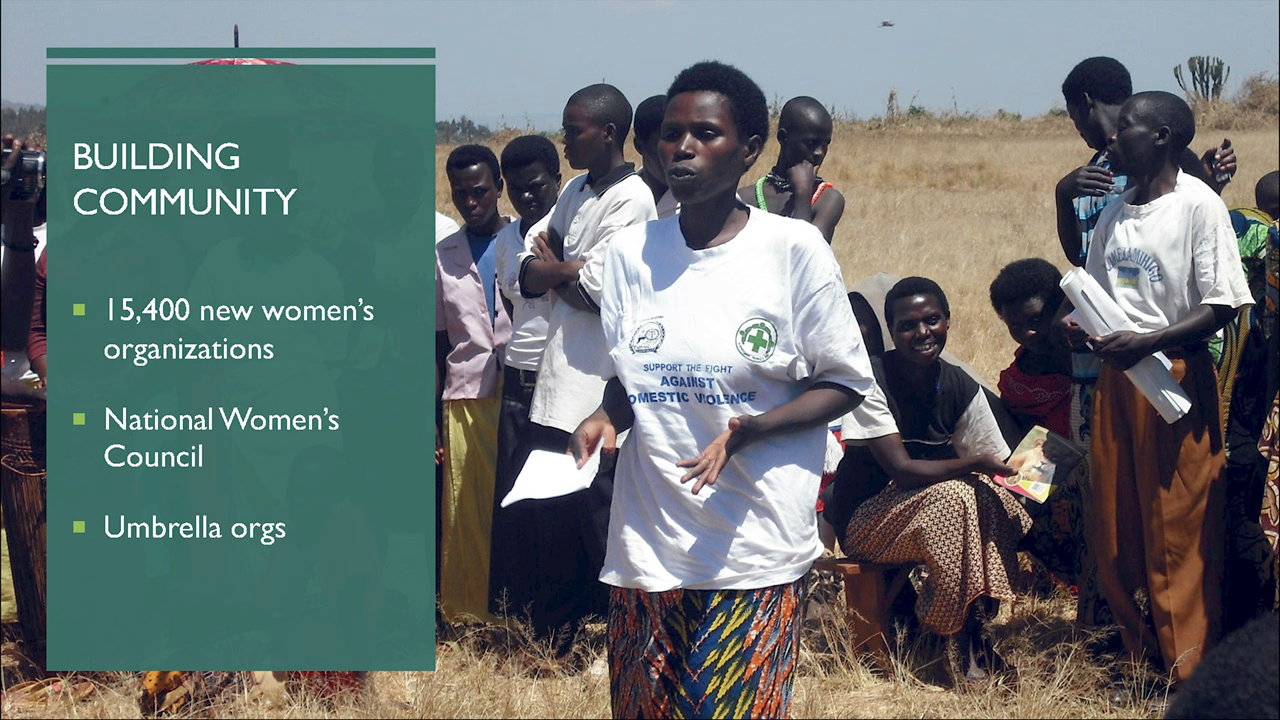 BUILDING
COMMUNITY
15,400 new women's
organizations
National Women's
Council
Umbrella orgs
SUPPORT THE FIGHT
AGAINST
OMESTIC VIOLENCE